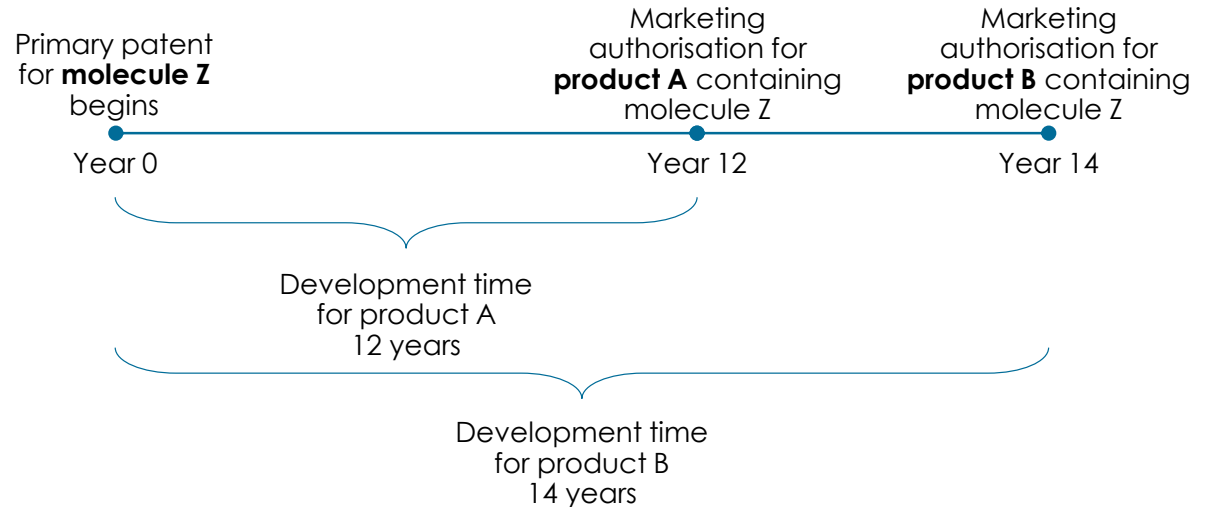 Primary patent
for molecule Z
begins
Marketing
authorisation for
product A containing
molecule Z
Marketing
authorisation for
product B containing
molecule Z
Year 0
Year 12
Year 14
Development time
for product A
12 years
Development time
for product B
14 years